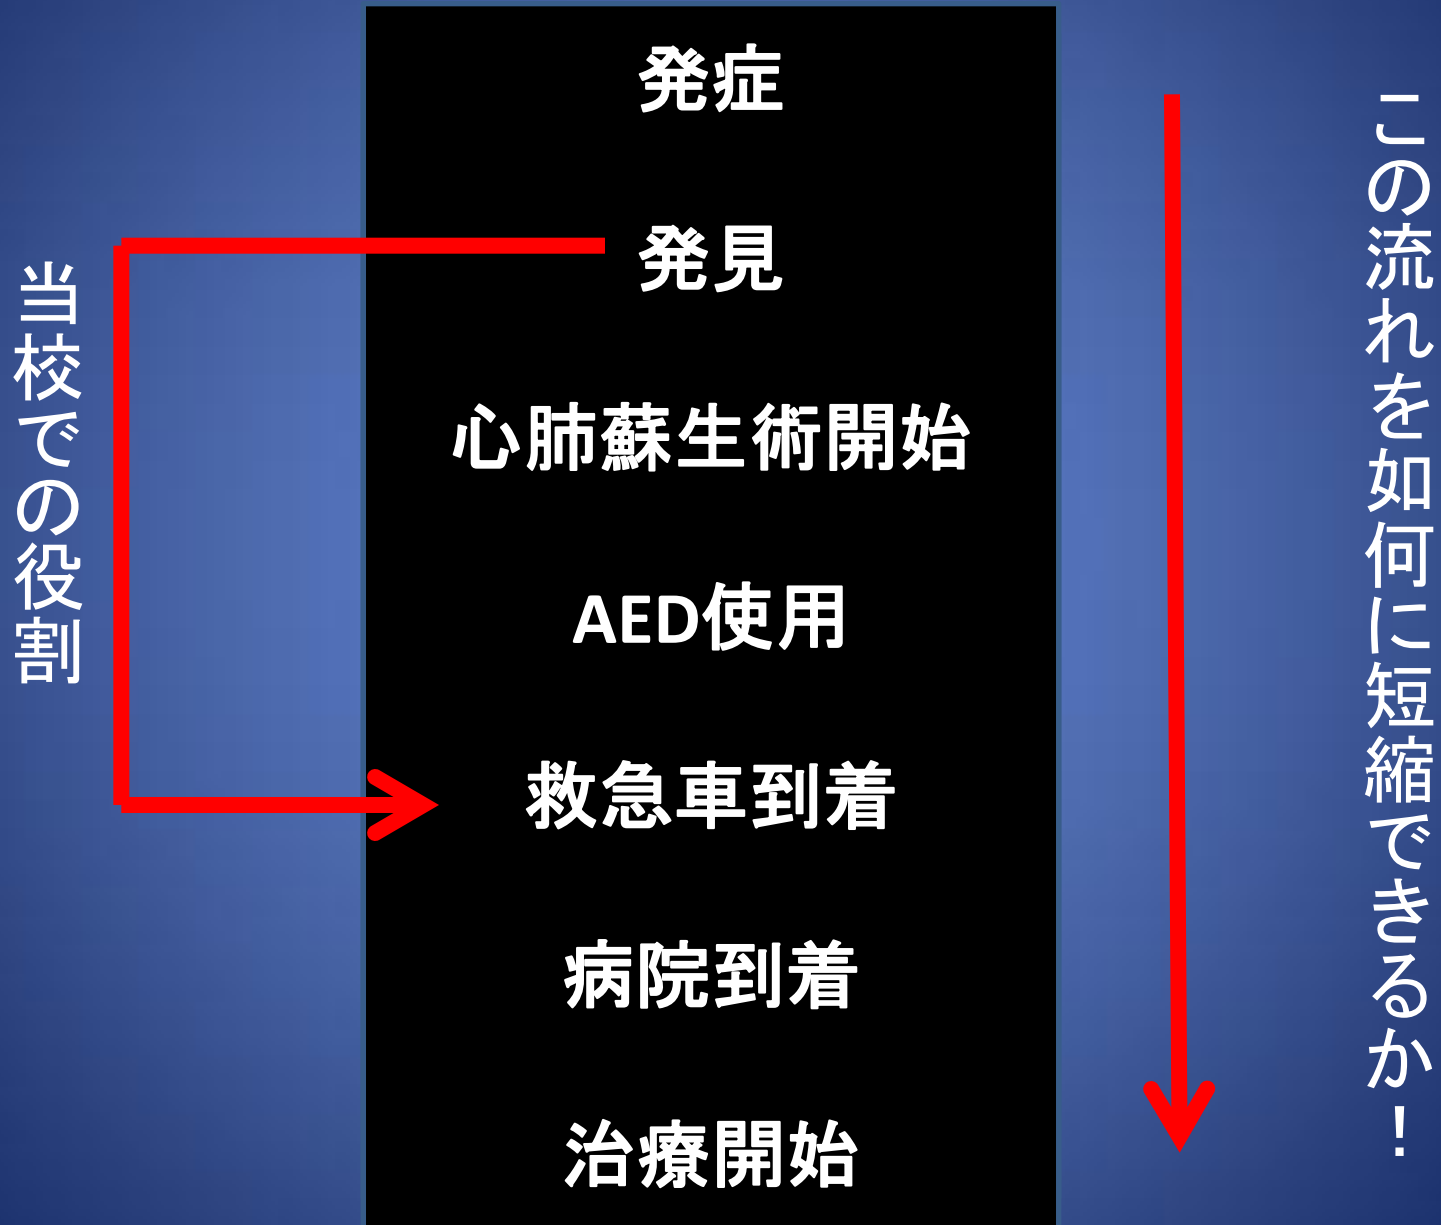 発症
発見
心肺蘇生術開始
AED使用
救急車到着
病院到着
治療開始
当校での役割
この流れを如何に短縮できるか！